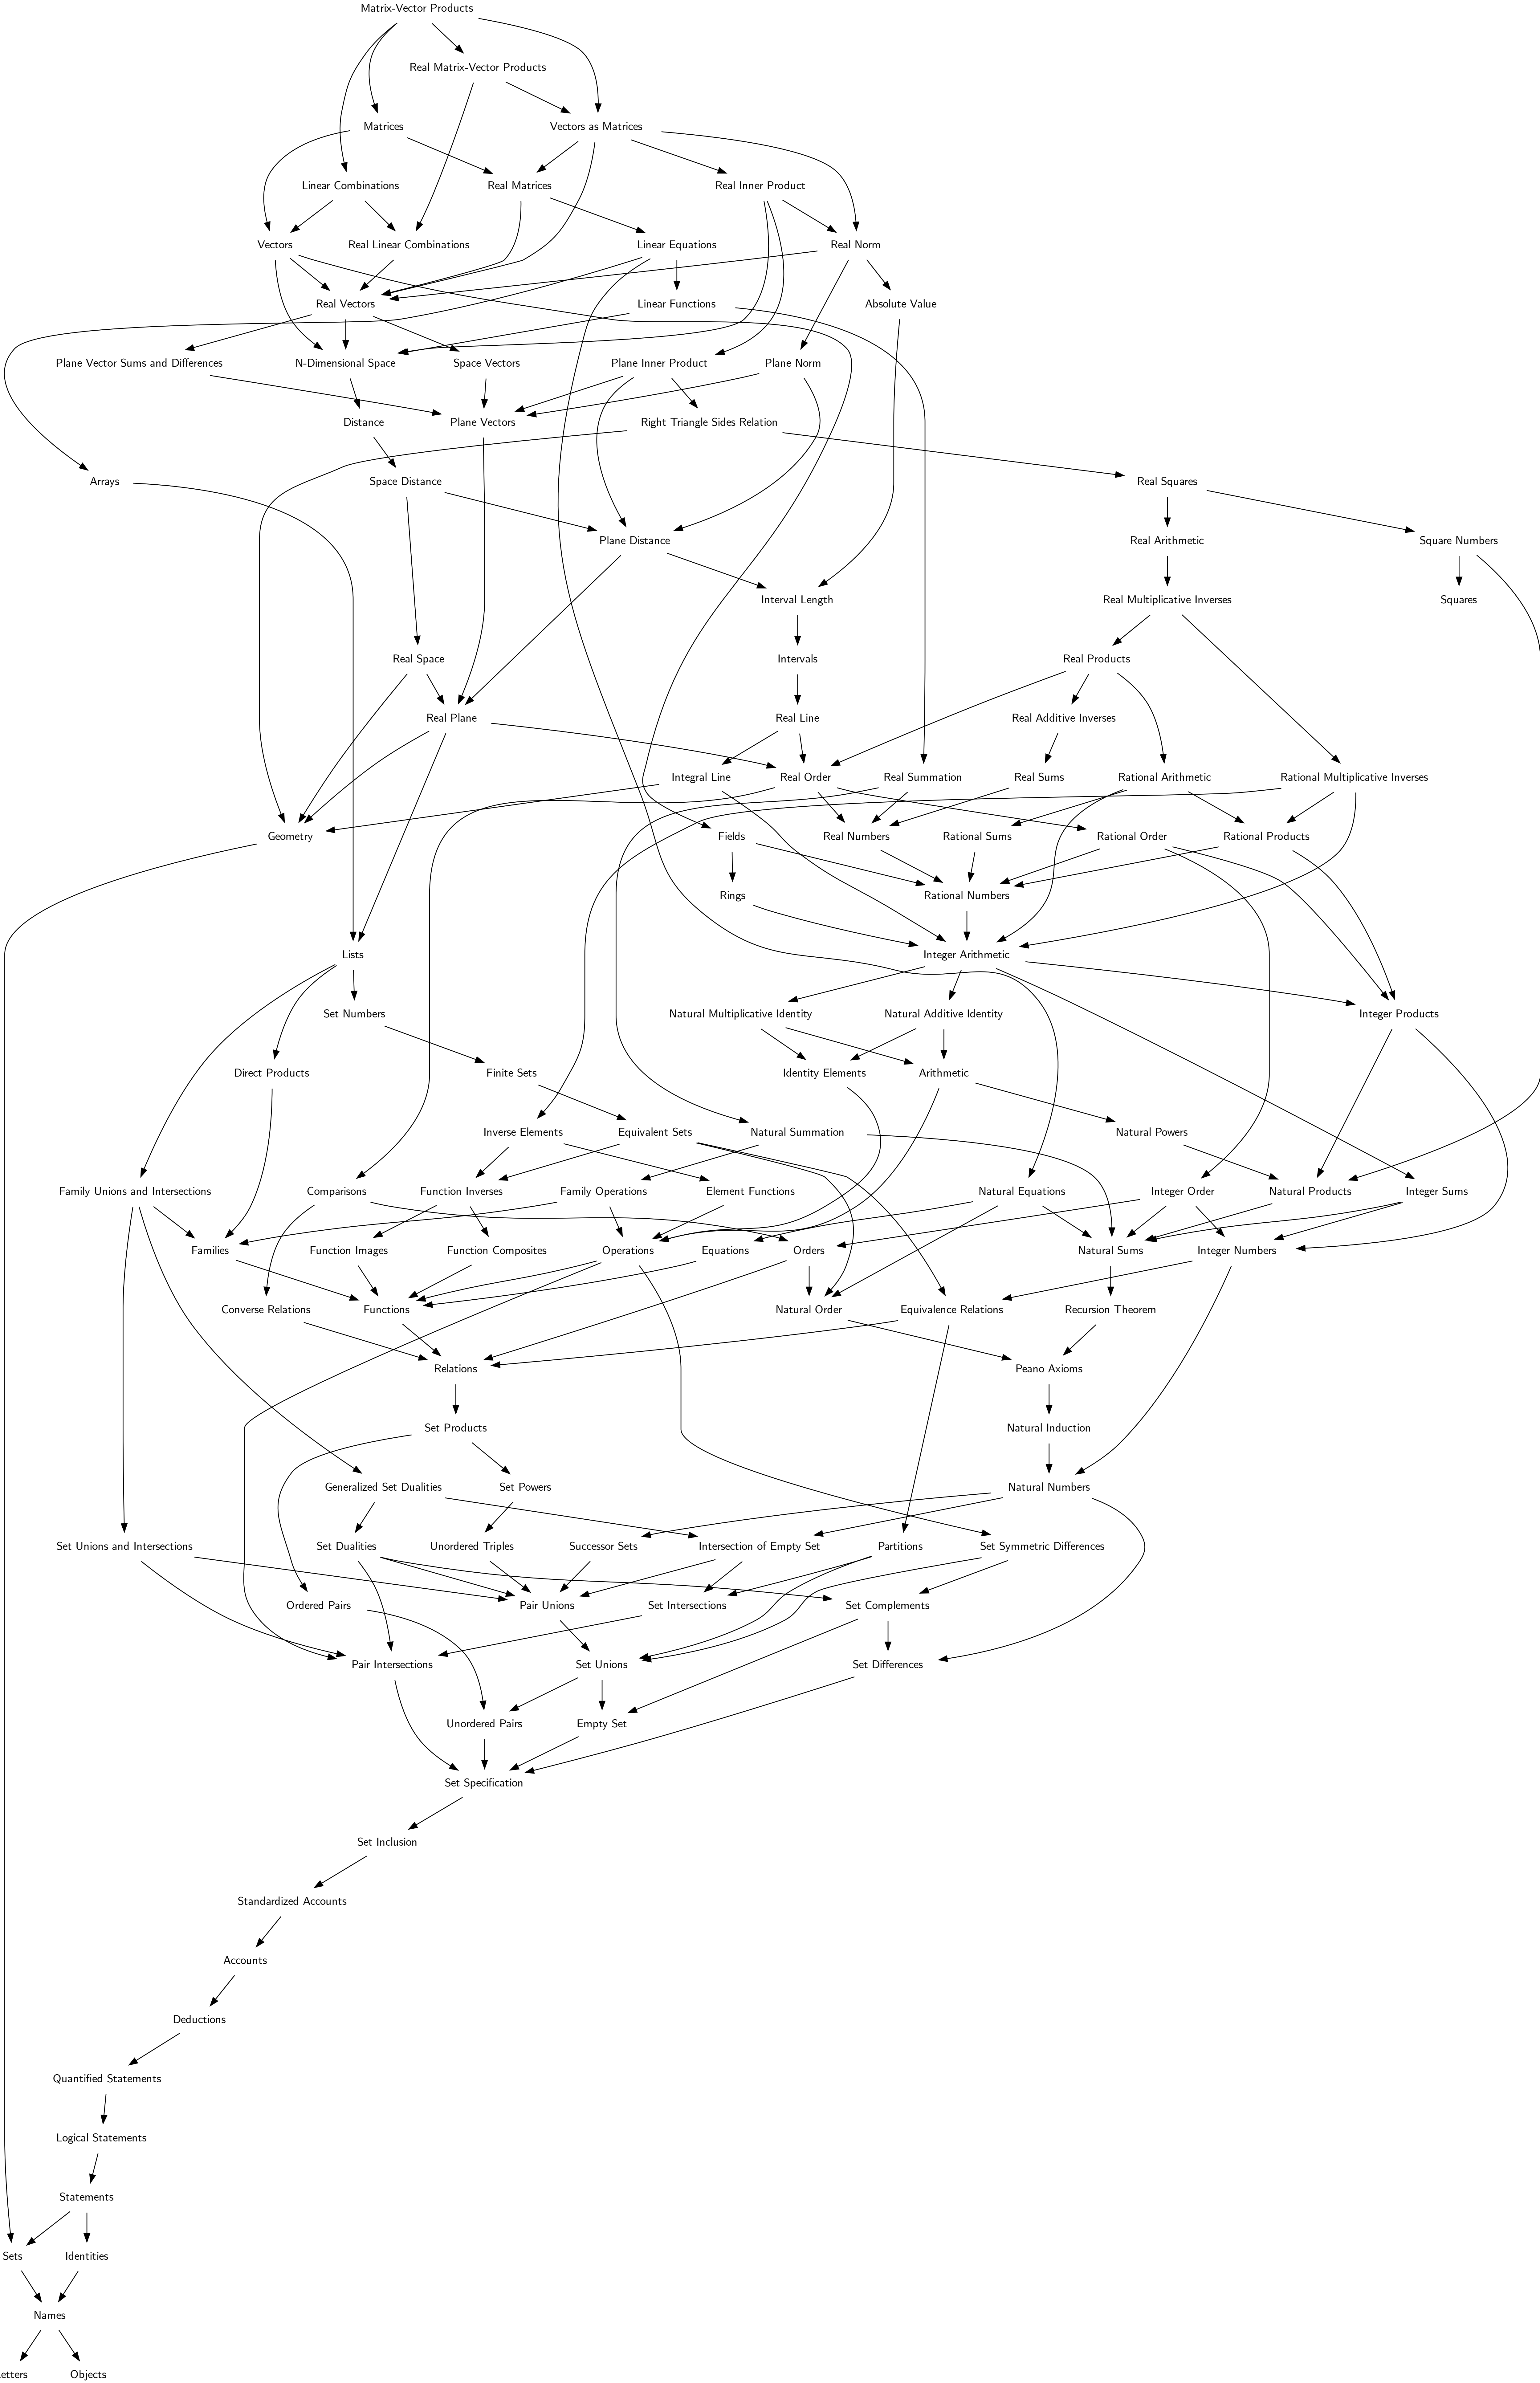 Matrix-Vector Products
Real Matrix-Vector Products
Matrices
Vectors as Matrices
Linear Combinations
Real Matrices
Real Inner Product
Vectors
Real Linear Combinations
Linear Equations
Real Norm
Real Vectors
Linear Functions
Absolute Value
Plane Vector Sums and Differences
N-Dimensional Space
Space Vectors
Plane Inner Product
Plane Norm
Distance
Plane Vectors
Right Triangle Sides Relation
Arrays
Space Distance
Real Squares
Plane Distance
Real Arithmetic
Square Numbers
Interval Length
Real Multiplicative Inverses
Squares
Real Space
Intervals
Real Products
Real Plane
Real Line
Real Additive Inverses
Integral Line
Real Order
Real Summation
Real Sums
Rational Arithmetic
Rational Multiplicative Inverses
Geometry
Fields
Real Numbers
Rational Sums
Rational Order
Rational Products
Rings
Rational Numbers
Lists
Integer Arithmetic
Set Numbers
Natural Multiplicative Identity
Natural Additive Identity
Integer Products
Direct Products
Finite Sets
Identity Elements
Arithmetic
Inverse Elements
Equivalent Sets
Natural Summation
Natural Powers
Family Unions and Intersections
Comparisons
Function Inverses
Family Operations
Element Functions
Natural Equations
Integer Order
Natural Products
Integer Sums
Families
Function Images
Function Composites
Operations
Equations
Orders
Natural Sums
Integer Numbers
Converse Relations
Functions
Natural Order
Equivalence Relations
Recursion Theorem
Relations
Peano Axioms
Set Products
Natural Induction
Generalized Set Dualities
Set Powers
Natural Numbers
Set Unions and Intersections
Set Dualities
Unordered Triples
Successor Sets
Intersection of Empty Set
Partitions
Set Symmetric Differences
Ordered Pairs
Pair Unions
Set Intersections
Set Complements
Pair Intersections
Set Unions
Set Differences
Unordered Pairs
Empty Set
Set Specification
Set Inclusion
Standardized Accounts
Accounts
Deductions
Quantified Statements
Logical Statements
Statements
Sets
Identities
Names
etters
Objects